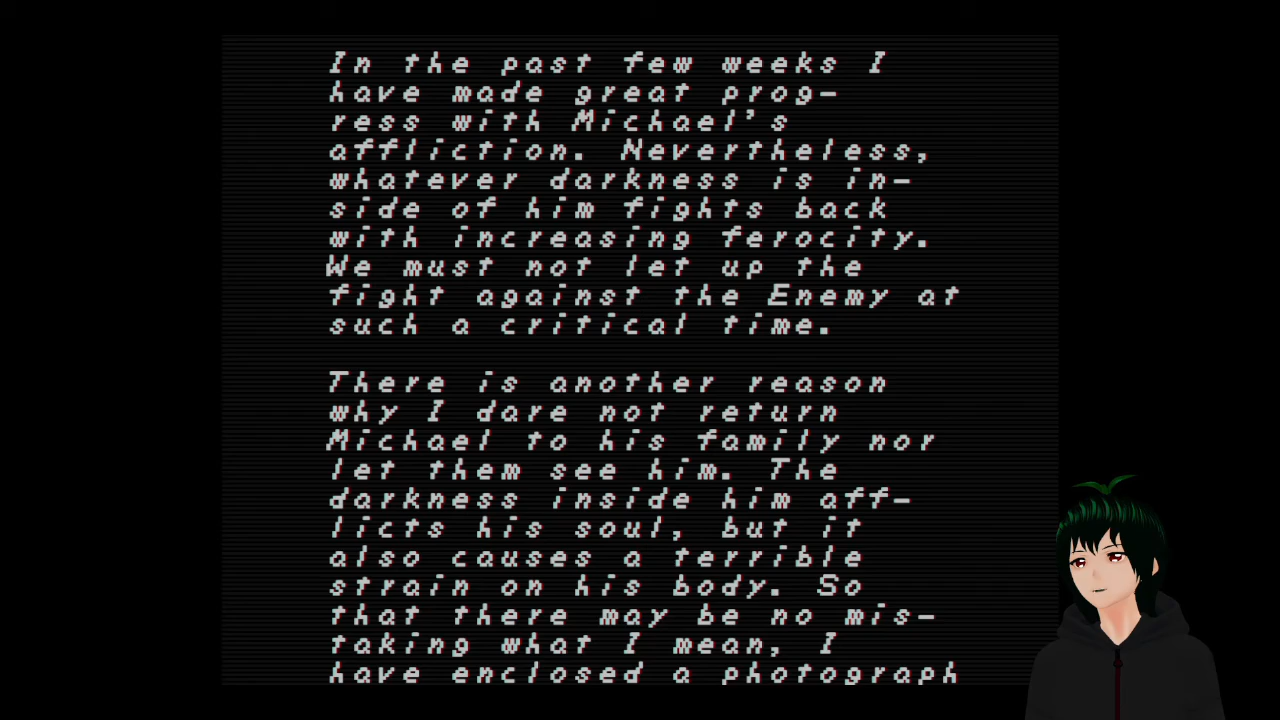 In the past few weeks I
have made great prog-
ress with Michael's
affliction. Nevertheless,
whatever darkness is in-
side of him fights back
with increasing ferocity.
We must not let up the
fight against the Enemy at
such a critical time.
There is another reason
why I dare not return
Michael to his family nor
let them see him. The
darkness inside him aff-
licts his soul, but it
also causes a terrible
strain on his body. So
that there may be no mis-
taking what I mean, I
have enclosed a photograph